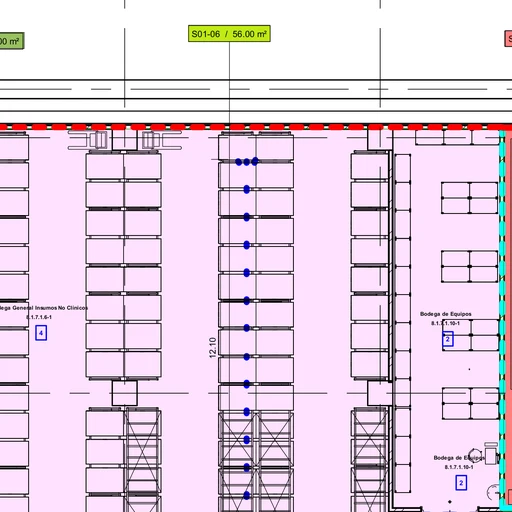 00 m²
S01-06 / 56.00 m²
S
ega General Insumos No Clínicos
8.1.7.1.6-1
4
12.10
Bodega de Equipos
8.1.7.1.10-1
2
Bodega de Equipos
8.1.7.1.10-1
2